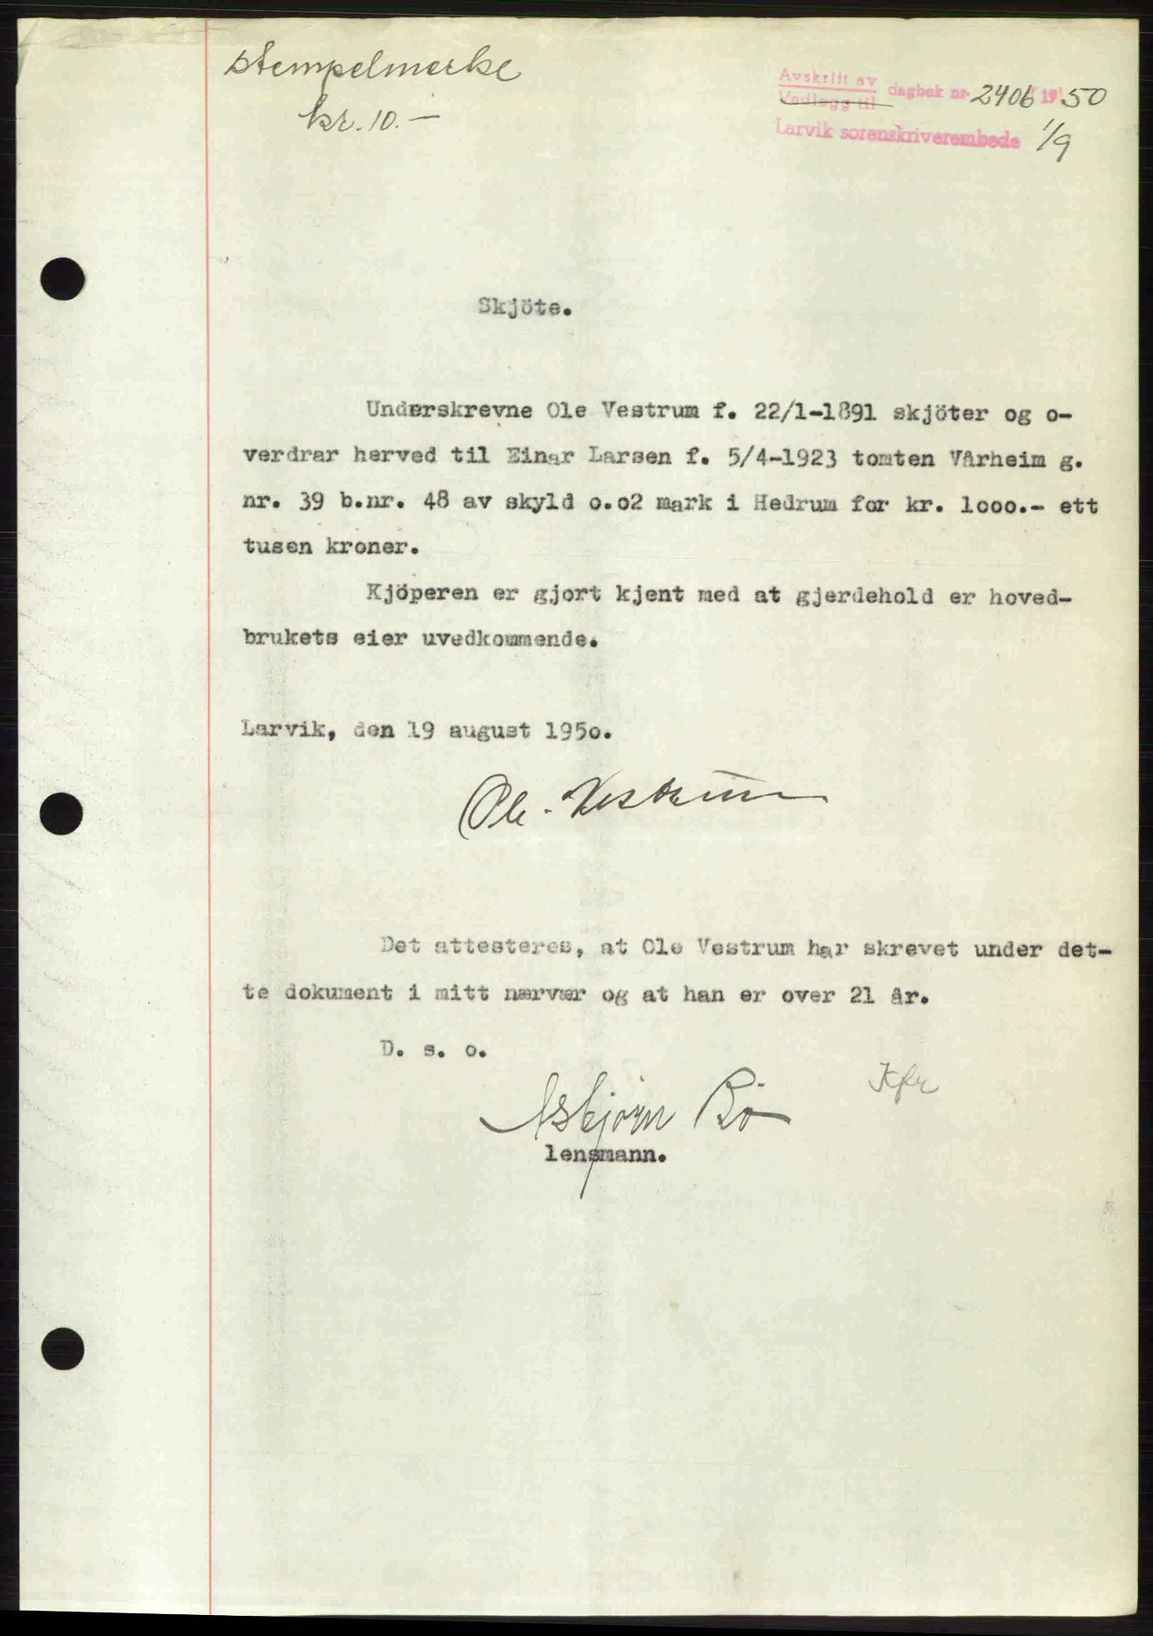 stempelmerke
kr. 10.-
Avskrift av
Vedlegg til
dagbok nr. 2406 1950
Larvik sorenskriverembede 1/9
Skjöte.
Underskrevne Ole Vestrum f. 22/1-1891 skjöter og o-
verdrar herved til Einar Larsen f. 5/4-1923 tomten Vårheim g.
nr. 39 b.nr. 48 av skyld o.o2 mark i Hedrum for kr. looo.- ett
tusen kroner.
Kjöperen er gjort kjent med at gjerdehold er hoved-
brukets eier uvedkommende.
Larvik, den 19 august 195o.
Ole Vestrum
Det attesteres, at Ole Vestrum har skrevet under det-
te dokument i mitt nærvær og at han er over 21 år.
D. s. o.
Asbjørn Bö
Kfr
lensmann.